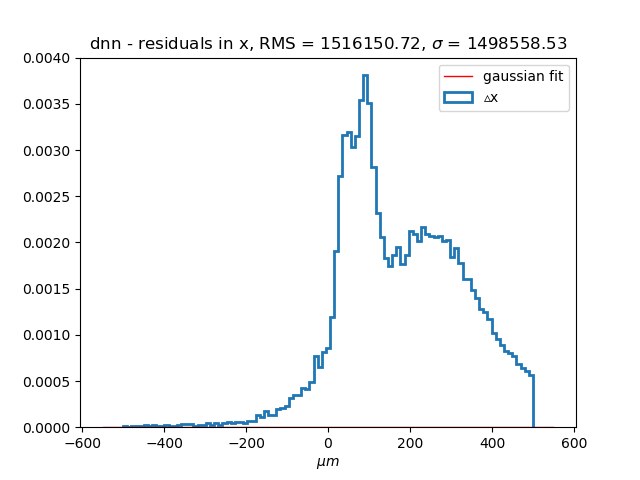 dnn - residuals in x, RMS = 1516150.72, σ = 1498558.53
gaussian fit
△x
0.0040
0.0035
0.0030
0.0025
0.0020
0.0015
0.0010
0.0005
0.0000
−600 −400 −200 0 200 400 600
μm